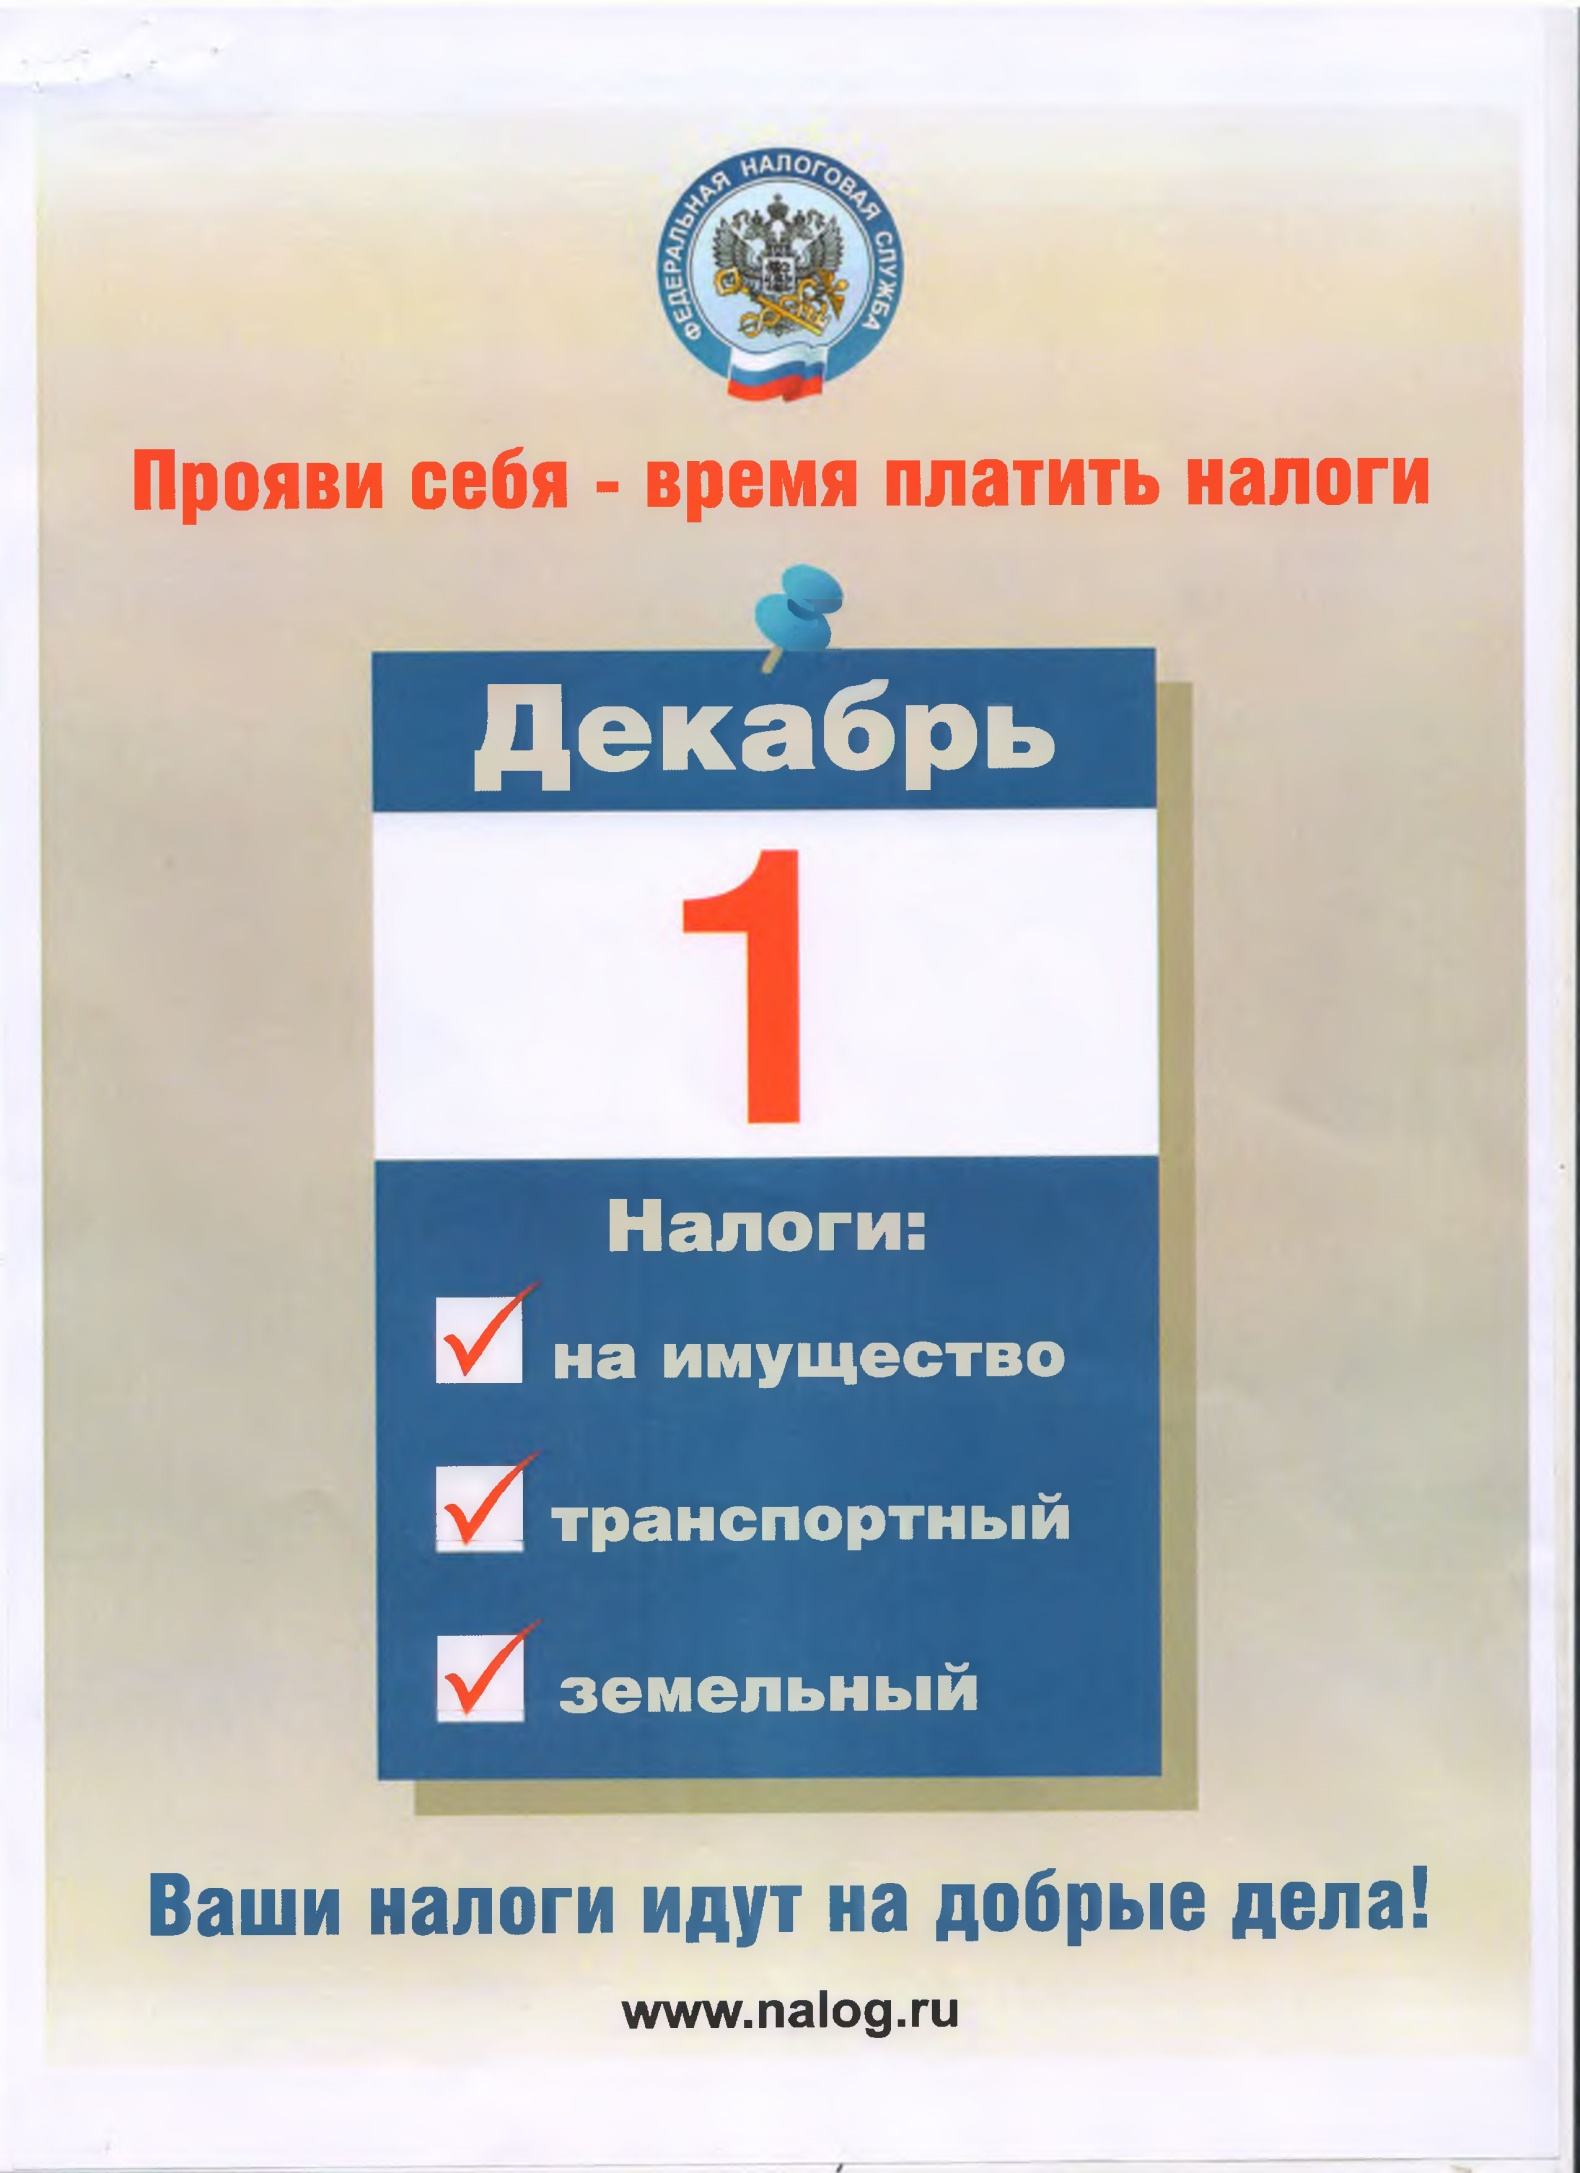 ФЕДЕРАЛЬНАЯ НАЛОГОВАЯ СЛУЖБА
Прояви себя - время платить налоги
Декабрь
1
Налоги:
на имущество
транспортный
земельный
Ваши налоги идут на добрые дела!
www.nalog.ru